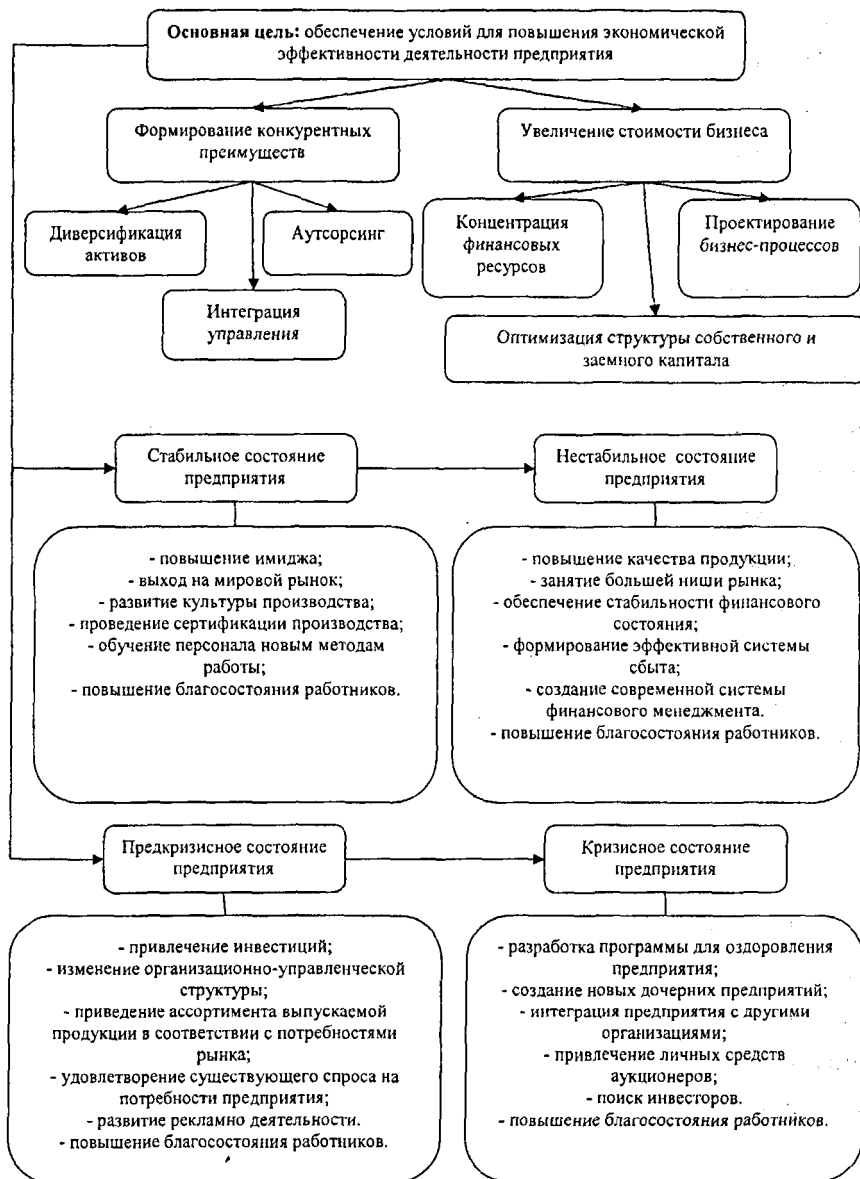 Основная цель: обеспечение условий для повышения экономической
эффективности деятельности предприятия
Формирование конкурентных
преимуществ
Увеличение стоимости бизнеса
Диверсификация
активов
Аутсорсинг
Концентрация
финансовых
ресурсов
Проектирование
бизнес-процессов
Интеграция
управления
Оптимизация структуры собственного и
заемного капитала
Стабильное состояние
предприятия
Нестабильное состояние
предприятия
- повышение имиджа;
- выход на мировой рынок;
- развитие культуры производства;
- проведение сертификации производства;
- обучение персонала новым методам
работы;
- повышение благосостояния работников.
- повышение качества продукции;
- занятие большей ниши рынка;
- обеспечение стабильности финансового
состояния;
- формирование эффективной системы
сбыта;
- создание современной системы
финансового менеджмента.
- повышение благосостояния работников.
Предкризисное состояние
предприятия
Кризисное состояние
предприятия
- привлечение инвестиций;
- изменение организационно-управленческой
структуры;
- приведение ассортимента выпускаемой
продукции в соответствии с потребностями
рынка;
- удовлетворение существующего спроса на
потребности предприятия;
- развитие рекламно деятельности.
- повышение благосостояния работников.
- разработка программы для оздоровления
предприятия;
- создание новых дочерних предприятий;
- интеграция предприятия с другими
организациями;
- привлечение личных средств
аукционеров;
- поиск инвесторов.
- повышение благосостояния работников.